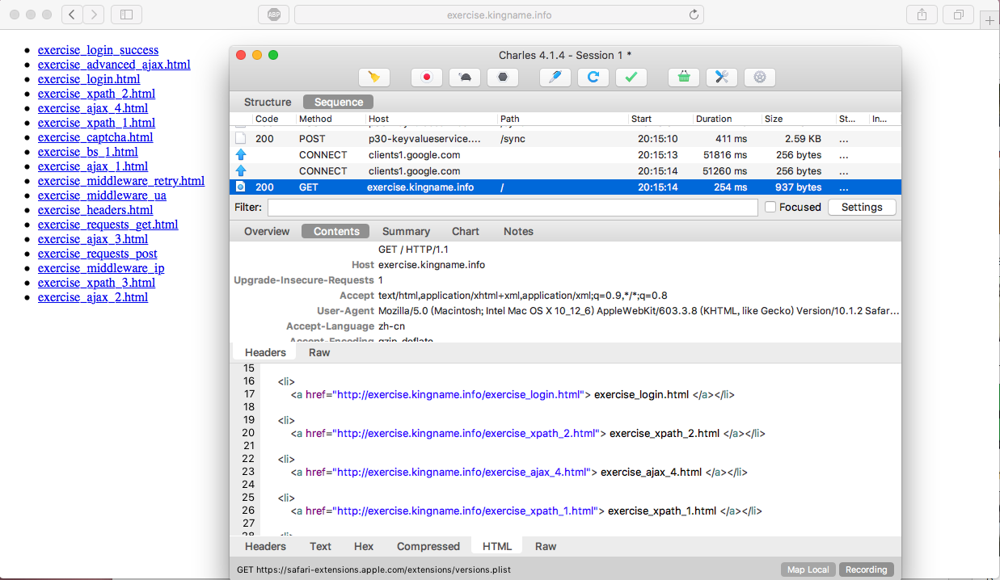 ABP
exercise.kingname.info
exercise_login_success
exercise_advanced_ajax.html
exercise_login.html
exercise_xpath_2.html
exercise_ajax_4.html
exercise_xpath_1.html
exercise_captcha.html
exercise_bs_1.html
exercise_ajax_1.html
exercise_middleware_retry.html
exercise_middleware_ua
exercise_headers.html
exercise_requests_get.html
exercise_ajax_3.html
exercise_requests_post
exercise_middleware_ip
exercise_xpath_3.html
exercise_ajax_2.html
Charles 4.1.4 - Session 1 *
Structure Sequence
Code Method Host Path Start Duration Size St... In...
200 POST p30-keyvalueservice.... /sync 20:15:10 411 ms 2.59 KB ...
CONNECT clients1.google.com 20:15:13 51816 ms 256 bytes ...
CONNECT clients1.google.com 20:15:14 51260 ms 256 bytes ...
200 GET exercise.kingname.info / 20:15:14 254 ms 937 bytes ...
Filter: Focused Settings
Overview Contents Summary Chart Notes
GET / HTTP/1.1
Host exercise.kingname.info
Upgrade-Insecure-Requests 1
Accept text/html,application/xhtml+xml,application/xml;q=0.9,*/*;q=0.8
User-Agent Mozilla/5.0 (Macintosh; Intel Mac OS X 10_12_6) AppleWebKit/603.3.8 (KHTML, like Gecko) Version/10.1.2 Safar...
Accept-Language zh-cn
Accept-Encoding gzip, deflate
Headers Raw
15
16 <li>
17 <a href="http://exercise.kingname.info/exercise_login.html"> exercise_login.html </a></li>
18
19 <li>
20 <a href="http://exercise.kingname.info/exercise_xpath_2.html"> exercise_xpath_2.html </a></li>
21
22 <li>
23 <a href="http://exercise.kingname.info/exercise_ajax_4.html"> exercise_ajax_4.html </a></li>
24
25 <li>
26 <a href="http://exercise.kingname.info/exercise_xpath_1.html"> exercise_xpath_1.html </a></li>
27
28 <li>
Headers Text Hex Compressed HTML Raw
GET https://safari-extensions.apple.com/extensions/versions.plist Map Local Recording